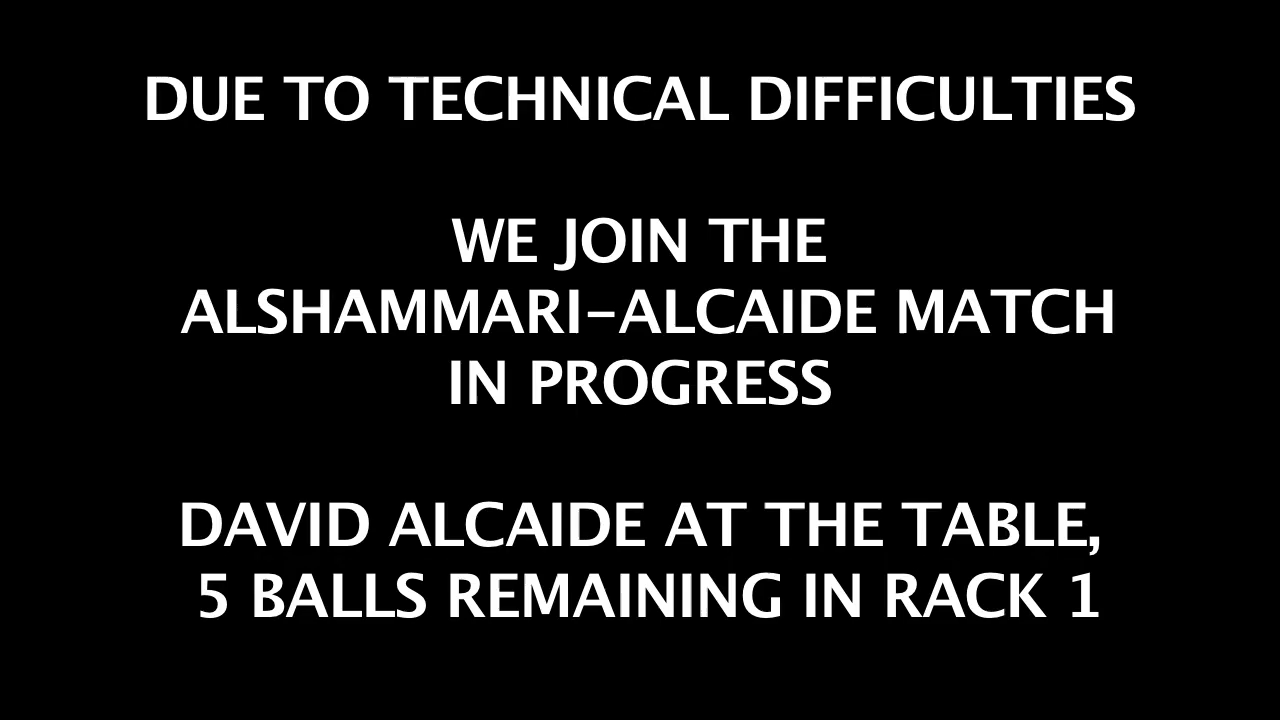 DUE TO TECHNICAL DIFFICULTIES
WE JOIN THE
ALSHAMMARI-ALCAIDE MATCH
IN PROGRESS
DAVID ALCAIDE AT THE TABLE,
5 BALLS REMAINING IN RACK 1